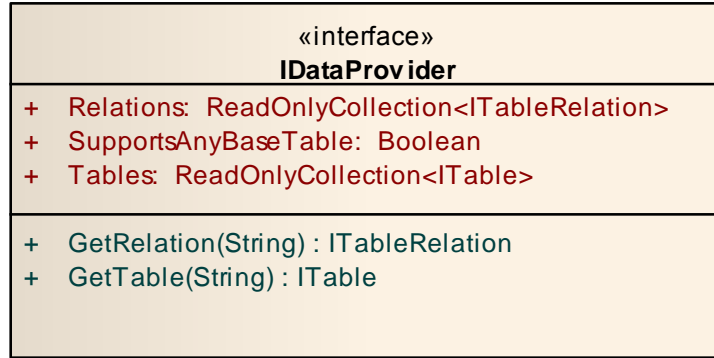 «interface»
IDataProvider
+ Relations: ReadOnlyCollection<ITableRelation>
+ SupportsAnyBaseTable: Boolean
+ Tables: ReadOnlyCollection<ITable>
+ GetRelation(String) : ITableRelation
+ GetTable(String) : ITable